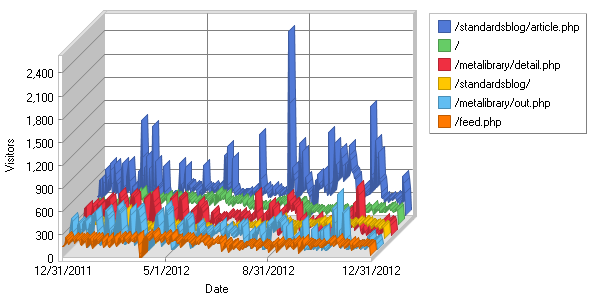 2,400
2,100
1,800
1,500
1,200
900
600
300
0
Visitors
12/31/2011
5/1/2012
8/31/2012
12/31/2012
Date
/standardsblog/article.php
/
/metalibrary/detail.php
/standardsblog/
/metalibrary/out.php
/feed.php